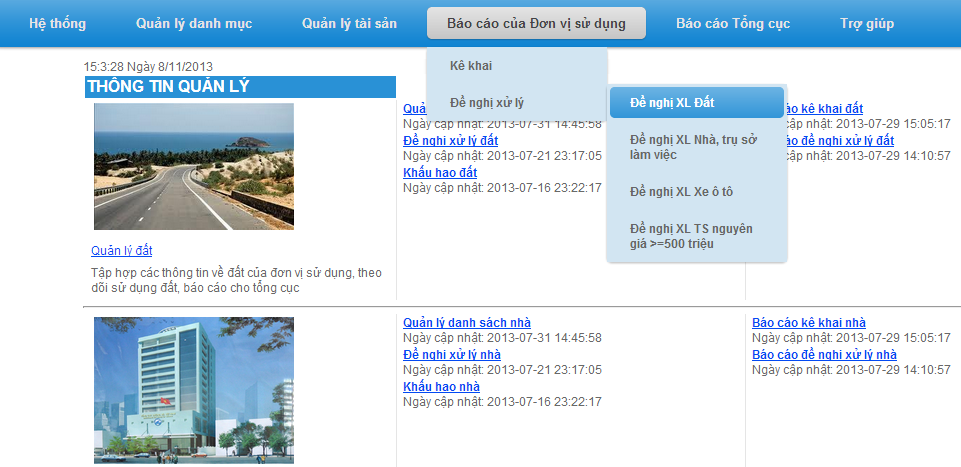 Hệ thống
Quản lý danh mục
Quản lý tài sản
Báo cáo của Đơn vị sử dụng
Báo cáo Tổng cục
Trợ giúp
Kê khai
Đề nghị xử lý
Đề nghị XL Đất
Đề nghị XL Nhà, trụ sở
làm việc
Đề nghị XL Xe ô tô
Đề nghị XL TS nguyên
giá >=500 triệu
15:3:28 Ngày 8/11/2013
THÔNG TIN QUẢN LÝ
Quản lý đất
Tập hợp các thông tin về đất của đơn vị sử dụng, theo
dõi sử dụng đất, báo cáo cho tổng cục
Ngày cập nhật: 2013-07-31 14:45:58
Đề nghị xử lý đất
Ngày cập nhật: 2013-07-21 23:17:05
Khấu hao đất
Ngày cập nhật: 2013-07-16 23:22:17
kê khai đất
nhật: 2013-07-29 15:05:17
đề nghị xử lý đất
nhật: 2013-07-29 14:10:57
Quản lý danh sách nhà
Ngày cập nhật: 2013-07-31 14:45:58
Đề nghị xử lý nhà
Ngày cập nhật: 2013-07-21 23:17:05
Khấu hao nhà
Ngày cập nhật: 2013-07-16 23:22:17
Báo cáo kê khai nhà
Ngày cập nhật: 2013-07-29 15:05:17
Báo cáo đề nghị xử lý nhà
Ngày cập nhật: 2013-07-29 14:10:57